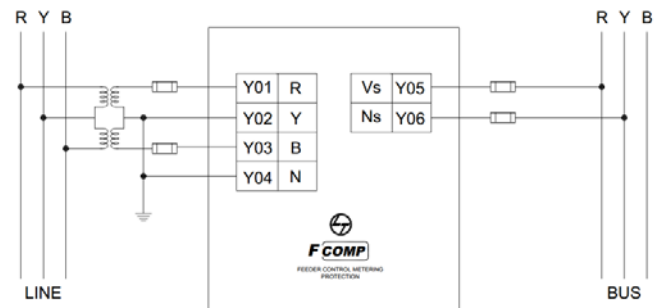 R Y B
R Y B
Y01 R
Y02 Y
Y03 B
Y04 N
Vs Y05
Ns Y06
F COMP
FEEDER CONTROL METERING
PROTECTION
LINE
BUS